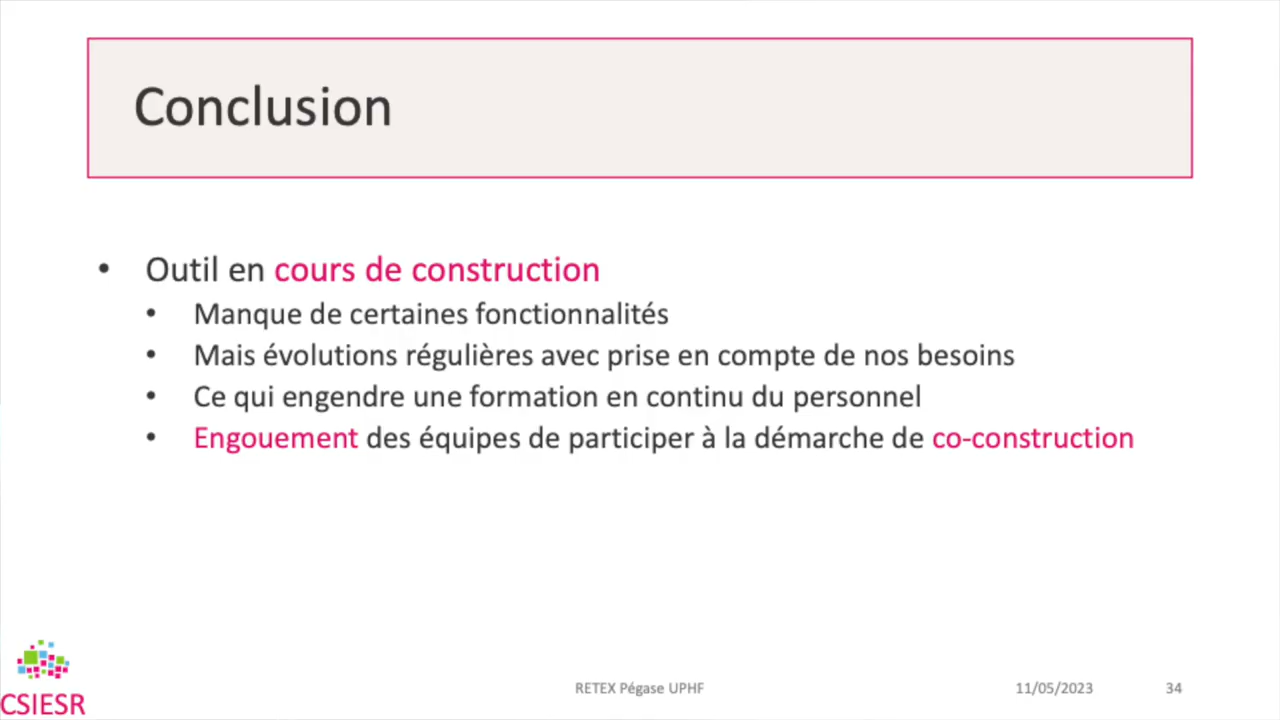 Conclusion
• Outil en cours de construction
• Manque de certaines fonctionnalités
• Mais évolutions régulières avec prise en compte de nos besoins
• Ce qui engendre une formation en continu du personnel
• Engouement des équipes de participer à la démarche de co-construction
CSIESR
RETEX Pégase UPHF
11/05/2023
34